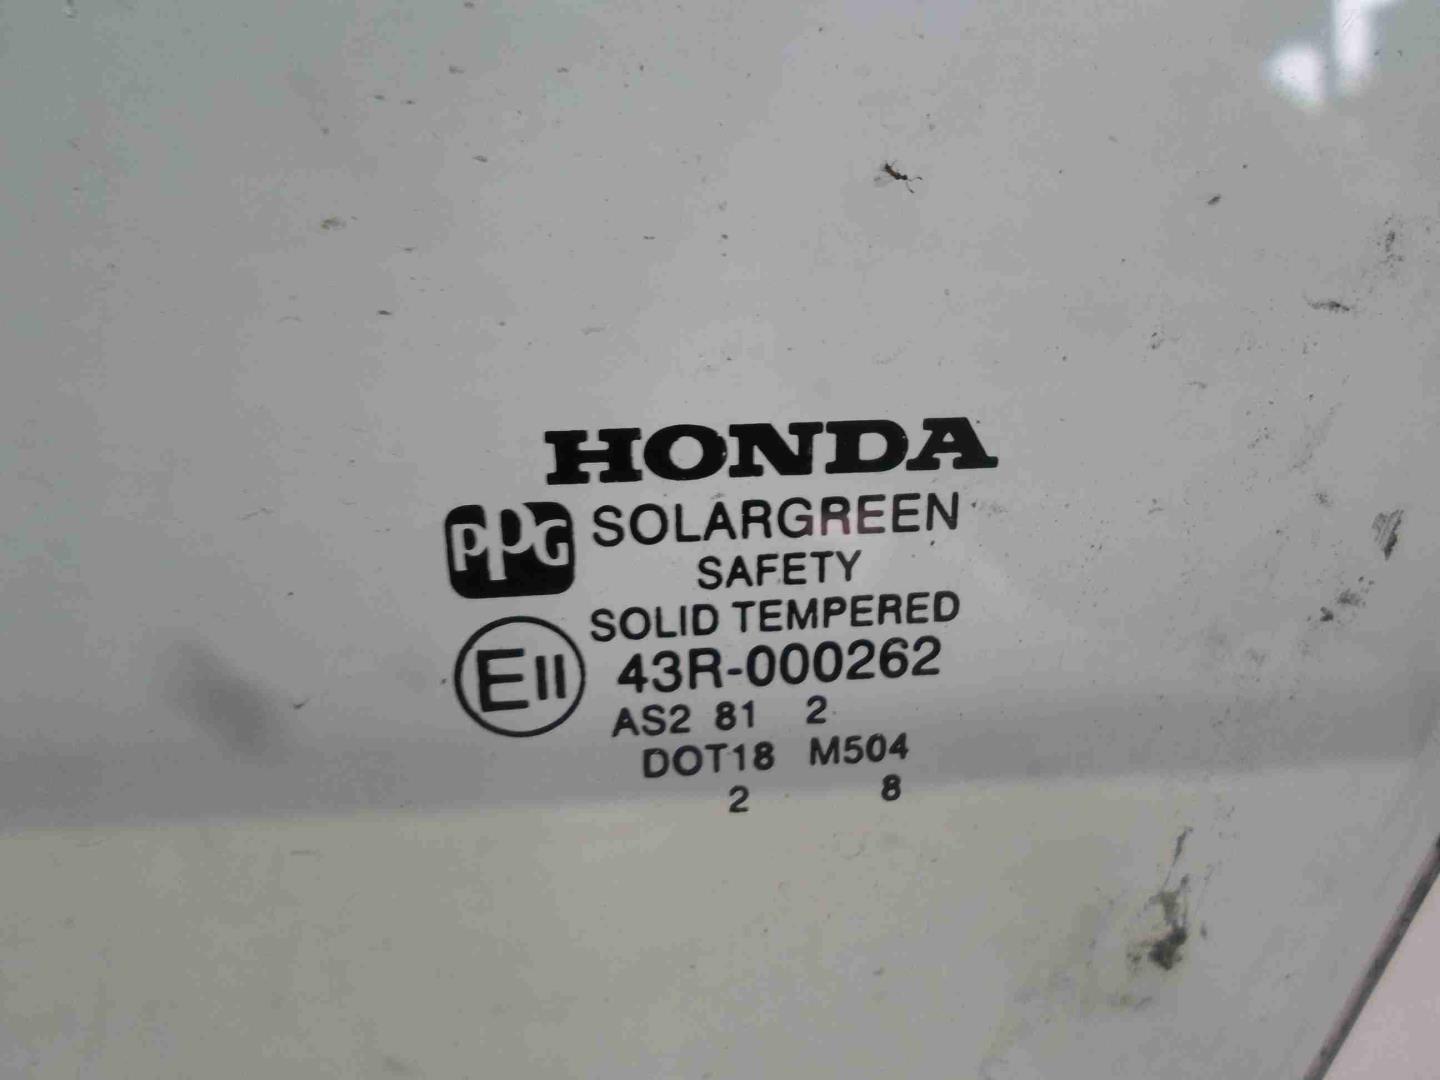 HONDA
PPG SOLARGREEN
SAFETY
SOLID TEMPERED
E11 43R-000262
AS2 81 2
DOT18 M504
2 8